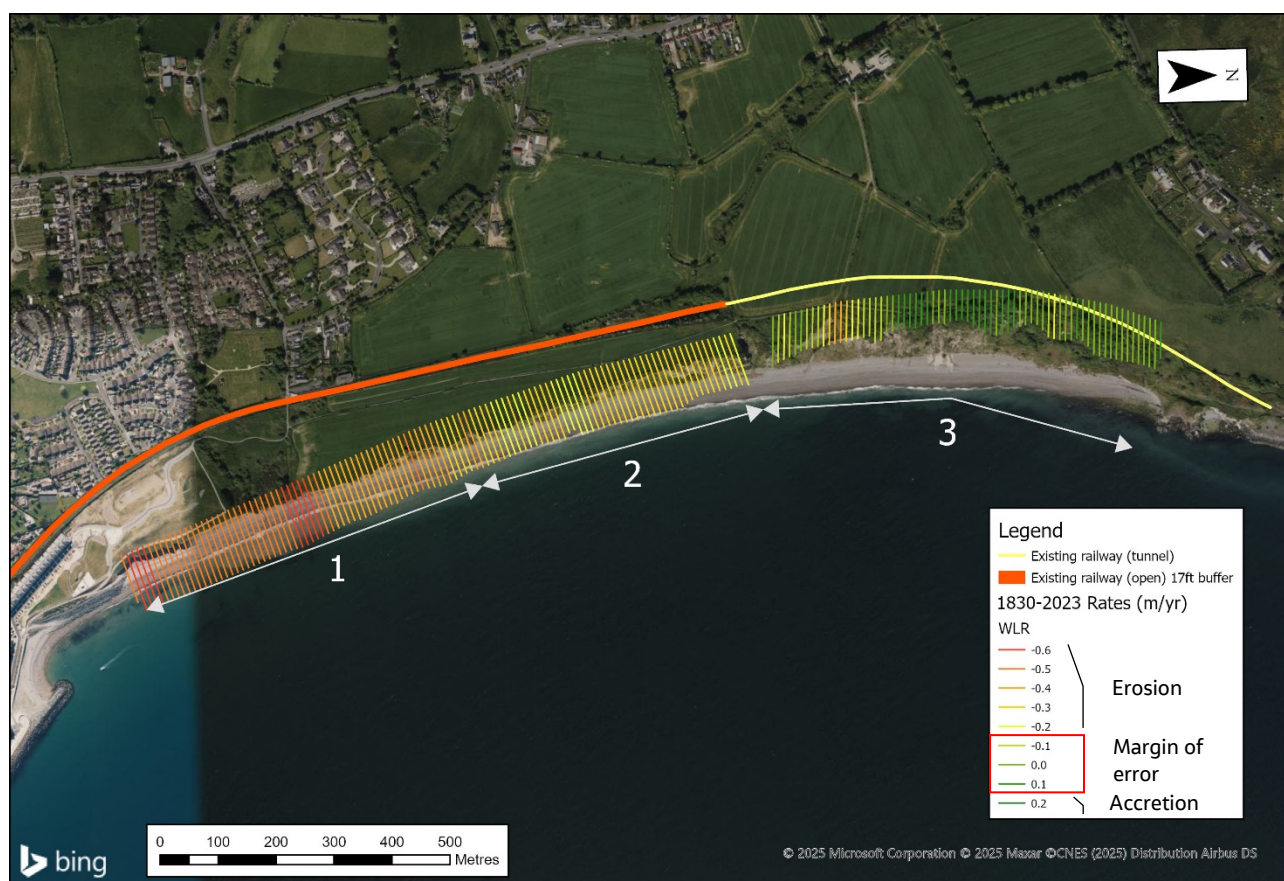 N
1
2
3
Legend
Existing railway (tunnel)
Existing railway (open) 17ft buffer
1830-2023 Rates (m/yr)
WLR
-0.6
-0.5
-0.4
-0.3
-0.2
-0.1
0.0
0.1
0.2
Erosion
Margin of
error
Accretion
0 100 200 300 400 500
Metres
bing
© 2025 Microsoft Corporation © 2025 Maxar ©CNES (2025) Distribution Airbus DS